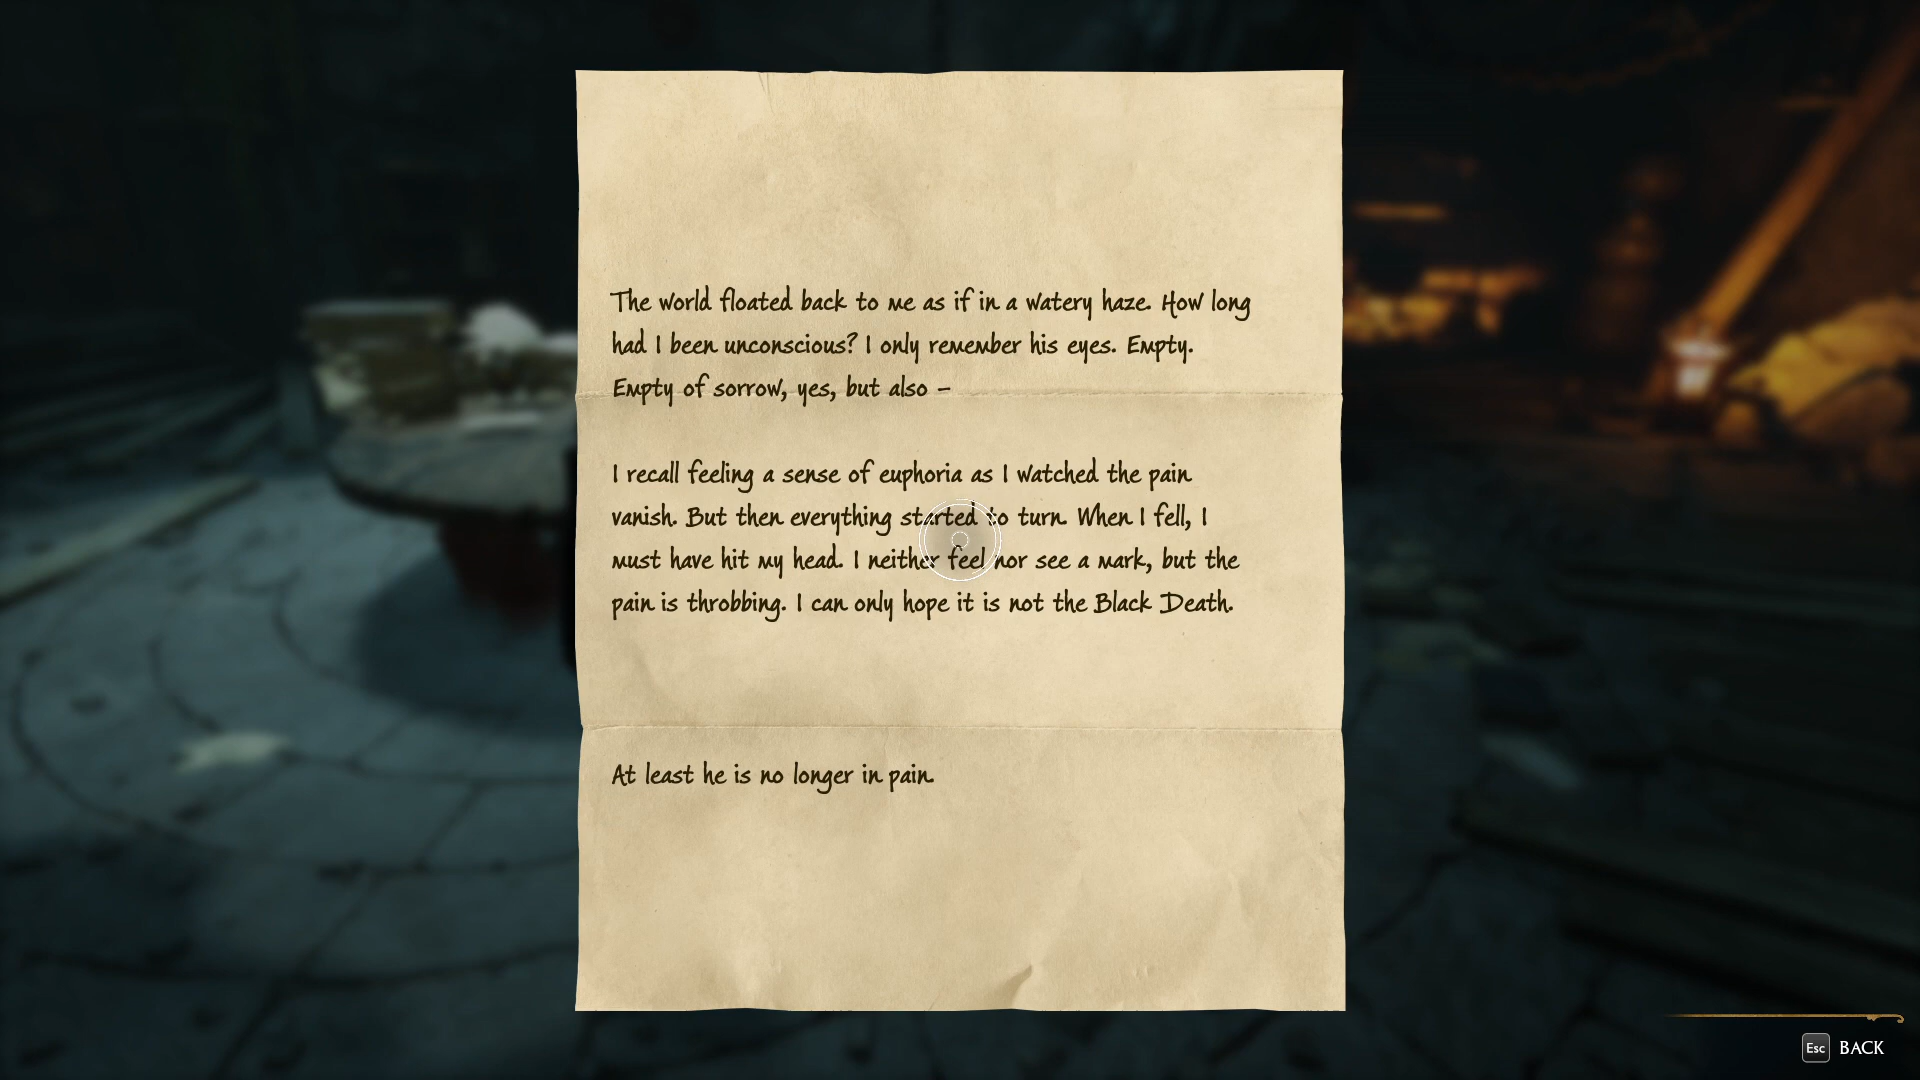 The world floated back to me as if in a watery haze. How long
had I been unconscious? I only remember his eyes. Empty.
Empty of sorrow, yes, but also –
I recall feeling a sense of euphoria as I watched the pain
vanish. But then everything started to turn. When I fell, I
must have hit my head. I neither feel nor see a mark, but the
pain is throbbing. I can only hope it is not the Black Death.
At least he is no longer in pain.
Esc BACK